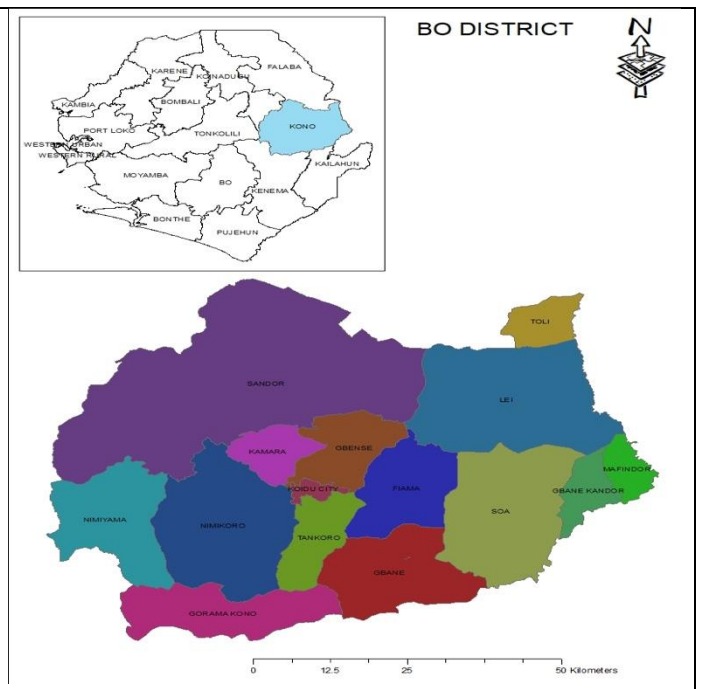 BO DISTRICT
N
FALABA
KARENE
KOINADUGU
KAMBIA
BOMBALI
KONO
PORT LOKO
TONKOLILI
WESTERN URBAN
WESTERN RURAL
KAILAHUN
MOYAMBA
BO
KENEMA
BONTHE
PUJEHUN
TOLI
SANDOR
LEI
KAMARA
GBENSE
MAFINDOR
KOIDU CITY
FIAMA
GBANE KANDOR
NIMIYAMA
NIMIKORO
TANKORO
SOA
GBANE
GORAMA KONO
0 12.5 25 50 Kilometers